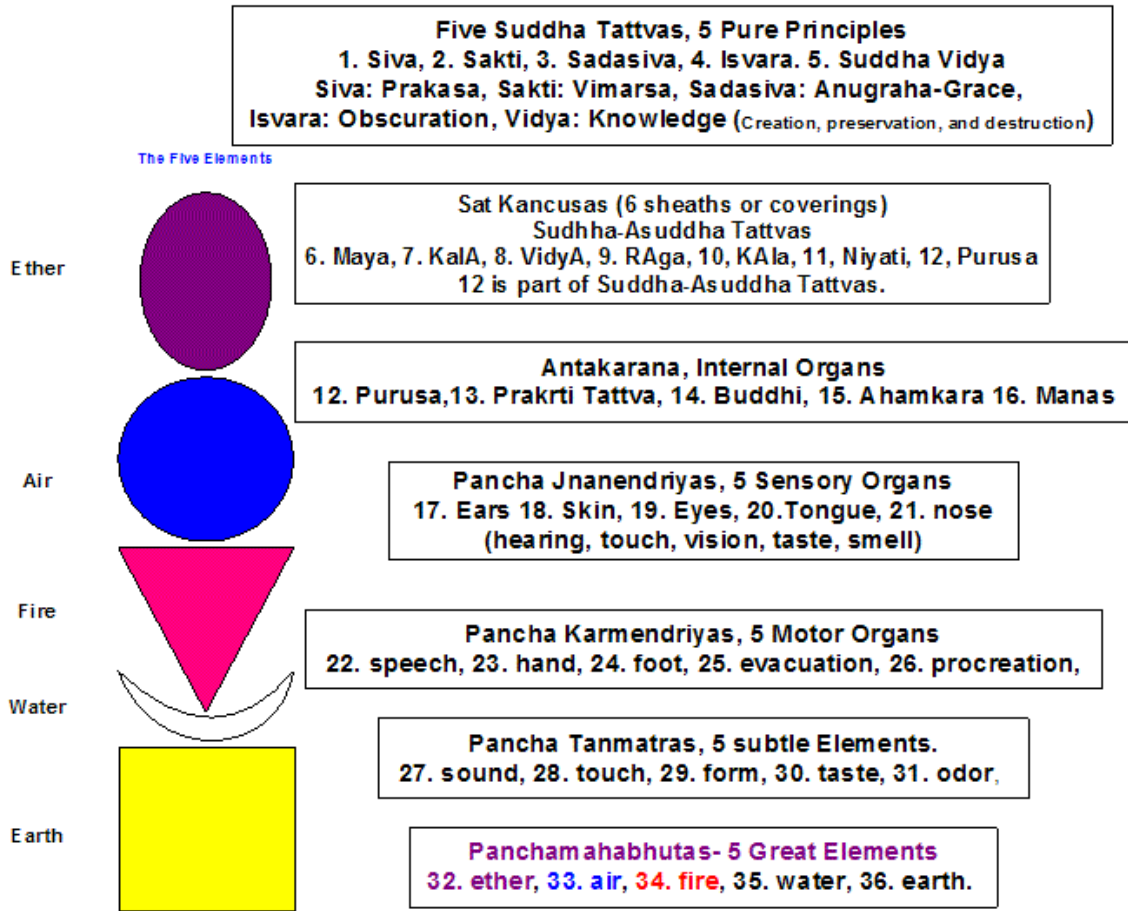 Five Suddha Tattvas, 5 Pure Principles
1. Siva, 2. Sakti, 3. Sadasiva, 4. Isvara. 5. Suddha Vidya
Siva: Prakasa, Sakti: Vimarsa, Sadasiva: Anugraha-Grace,
Isvara: Obscuration, Vidya: Knowledge (Creation, preservation, and destruction)
The Five Elements
Ether
Sat Kancusas (6 sheaths or coverings)
Sudhha-Asuddha Tattvas
6. Maya, 7. KalA, 8. VidyA, 9. RAga, 10, KAla, 11, Niyati, 12, Purusa
12 is part of Suddha-Asuddha Tattvas.
Antakarana, Internal Organs
12. Purusa,13. Prakrti Tattva, 14. Buddhi, 15. Ahamkara 16. Manas
Air
Pancha Jnanendriyas, 5 Sensory Organs
17. Ears 18. Skin, 19. Eyes, 20.Tongue, 21. nose
(hearing, touch, vision, taste, smell)
Fire
Pancha Karmendriyas, 5 Motor Organs
22. speech, 23. hand, 24. foot, 25. evacuation, 26. procreation,
Water
Pancha Tanmatras, 5 subtle Elements.
27. sound, 28. touch, 29. form, 30. taste, 31. odor,
Earth
Panchamahabhutas- 5 Great Elements
32. ether, 33. air, 34. fire, 35. water, 36. earth.